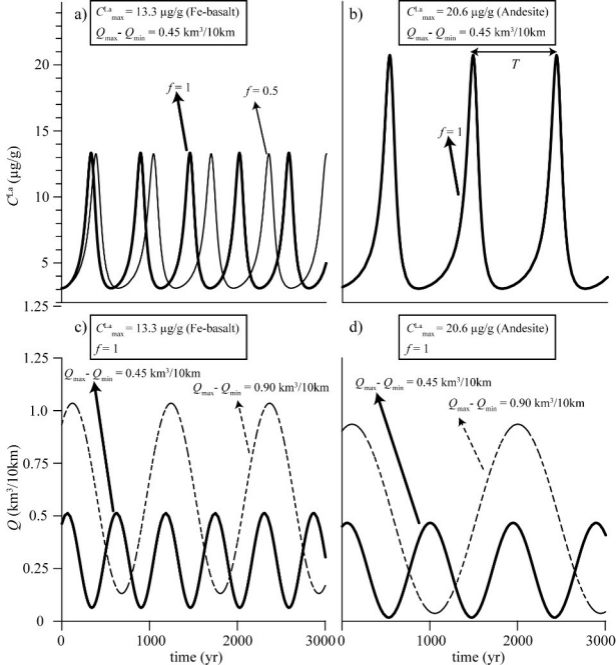 a)
C^La_max = 13.3 µg/g (Fe-basalt)
Q_max- Q_min = 0.45 km³/10km
b)
C^La_max = 20.6 µg/g (Andesite)
Q_max- Q_min = 0.45 km³/10km
20
15
10
5
1.25
C^La (µg/g)
f = 1
f = 0.5
T
f = 1
c)
C^La_max = 13.3 µg/g (Fe-basalt)
f = 1
d)
C^La_max = 20.6 µg/g (Andesite)
f = 1
Q_max- Q_min = 0.45 km³/10km
Q_max- Q_min = 0.90 km³/10km
Q_max- Q_min = 0.45 km³/10km
Q_max- Q_min = 0.90 km³/10km
1.25
1.0
0.75
0.5
0.25
0
Q (km³/10km)
0 1000 2000 3000
time (yr)
0 1000 2000 3000
time (yr)